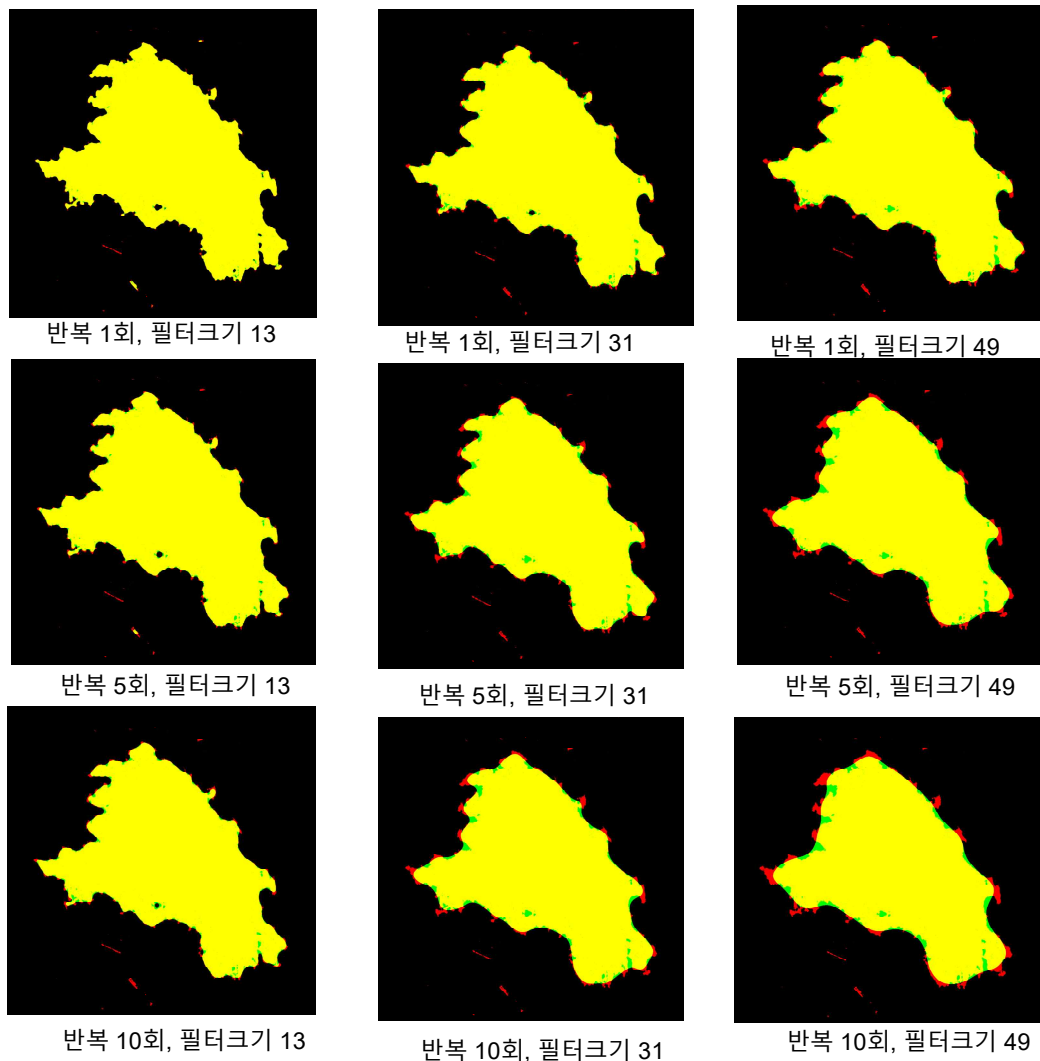 반복 1회, 필터크기 13
반복 1회, 필터크기 31
반복 1회, 필터크기 49
반복 5회, 필터크기 13
반복 5회, 필터크기 31
반복 5회, 필터크기 49
반복 10회, 필터크기 13
반복 10회, 필터크기 31
반복 10회, 필터크기 49